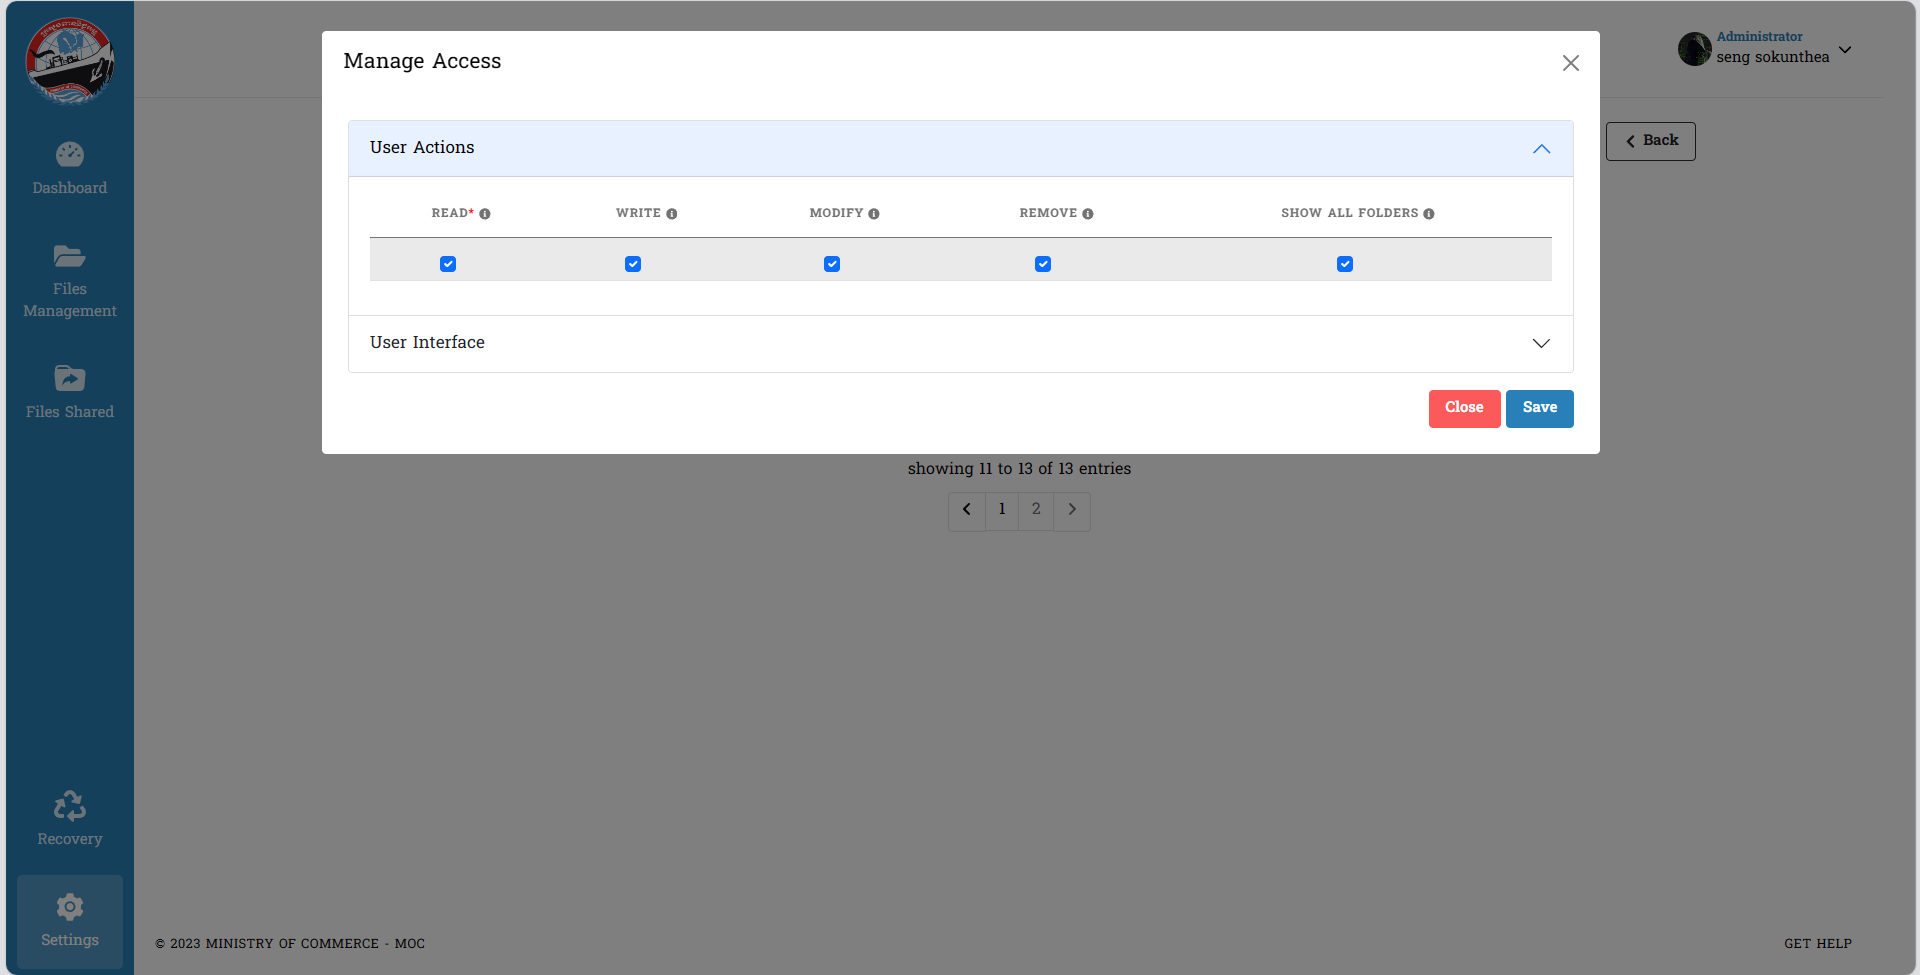 Manage Access
Administrator
seng sokunthea
User Actions
Back
Dashboard
READ* WRITE MODIFY REMOVE SHOW ALL FOLDERS
Files
Management
User Interface
Files Shared
Close Save
showing 11 to 13 of 13 entries
1 2
Recovery
Settings
© 2023 MINISTRY OF COMMERCE - MOC
GET HELP